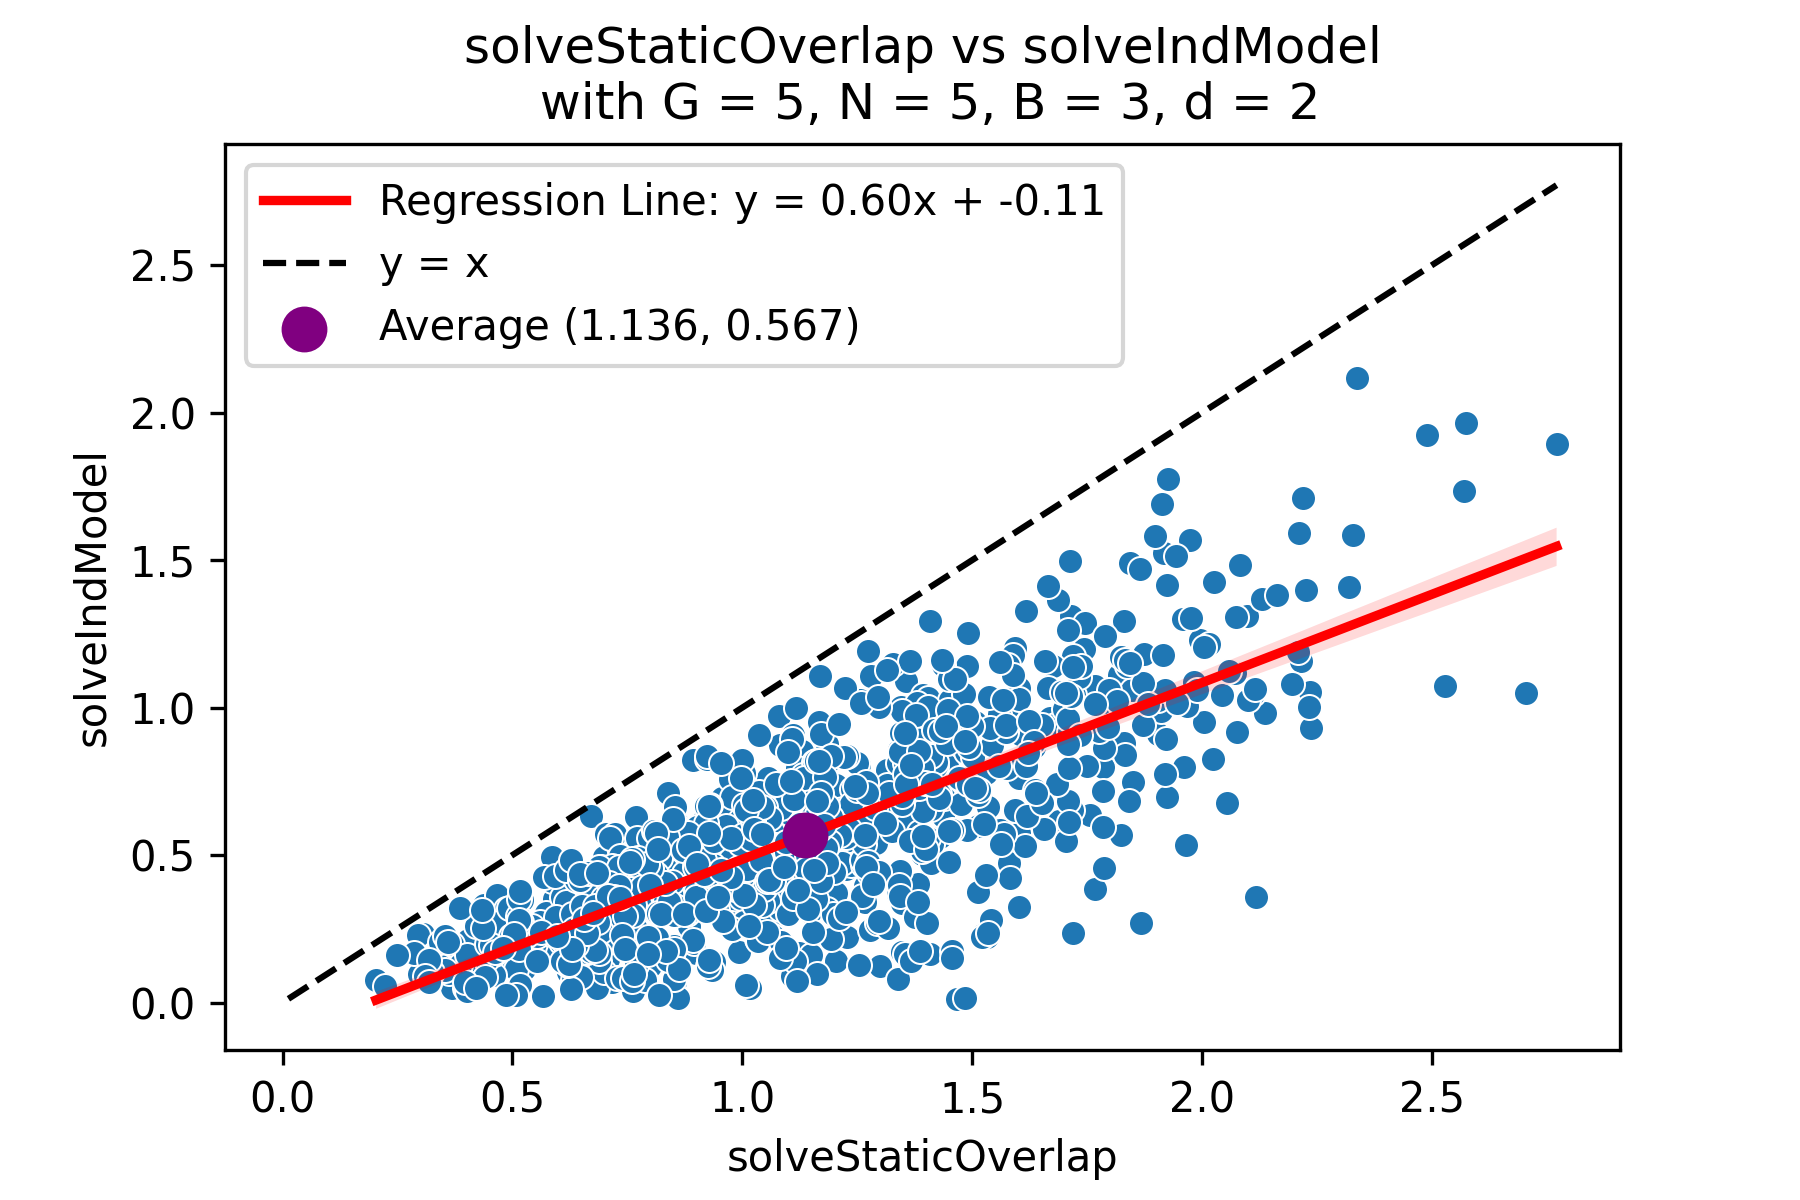 solveStaticOverlap vs solveIndModel
with G = 5, N = 5, B = 3, d = 2
Regression Line: y = 0.60x + -0.11
y = x
Average (1.136, 0.567)
solveIndModel
2.5
2.0
1.5
1.0
0.5
0.0
0.0 0.5 1.0 1.5 2.0 2.5
solveStaticOverlap